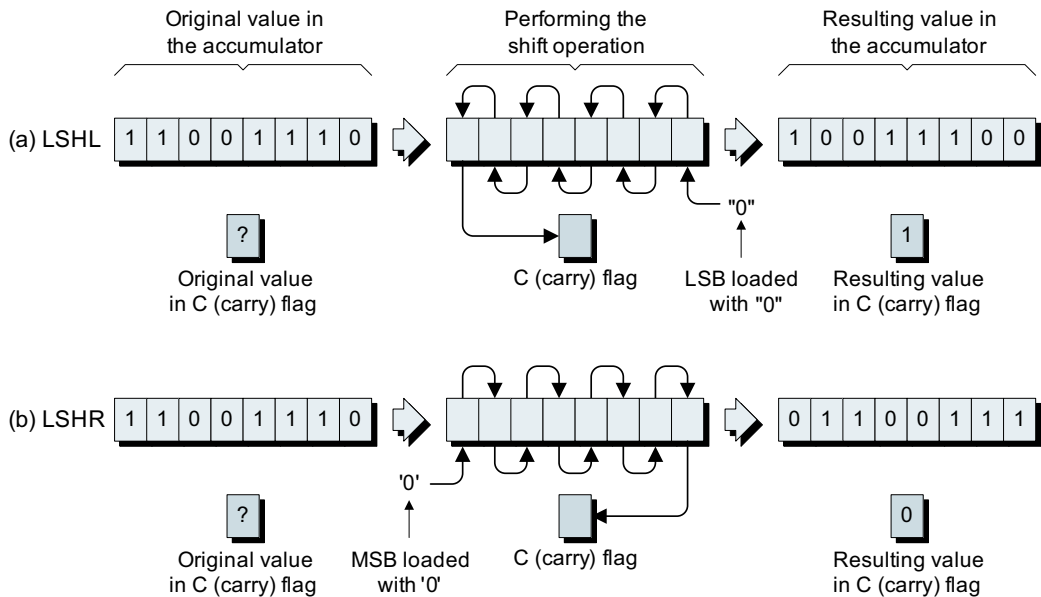 Original value in
the accumulator
Performing the
shift operation
Resulting value in
the accumulator
(a) LSHL
1 1 0 0 1 1 1 0
1 0 0 1 1 1 0 0
"0"
?
1
Original value
in C (carry) flag
C (carry) flag
LSB loaded
with "0"
Resulting value
in C (carry) flag
(b) LSHR
1 1 0 0 1 1 1 0
0 1 1 0 0 1 1 1
'0'
?
0
Original value
in C (carry) flag
MSB loaded
with '0'
C (carry) flag
Resulting value
in C (carry) flag